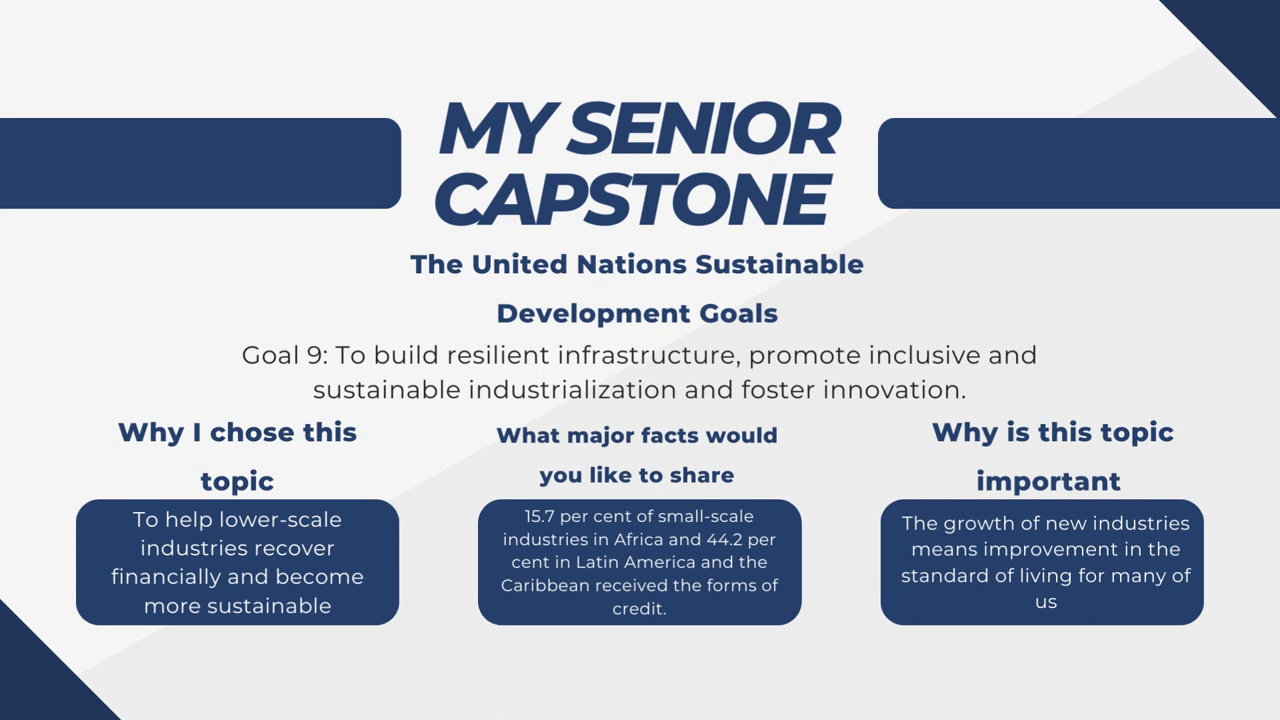 MY SENIOR
CAPSTONE
The United Nations Sustainable
Development Goals
Goal 9: To build resilient infrastructure, promote inclusive and
sustainable industrialization and foster innovation.
Why I chose this
topic
To help lower-scale
industries recover
financially and become
more sustainable
What major facts would
you like to share
15.7 per cent of small-scale
industries in Africa and 44.2 per
cent in Latin America and the
Caribbean received the forms of
credit.
Why is this topic
important
The growth of new industries
means improvement in the
standard of living for many of
us